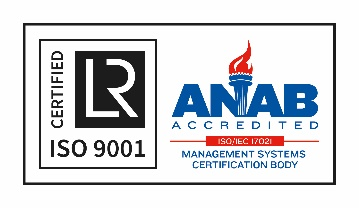 CERTIFIED
LR
ISO 9001
ANAB
ACCREDITED
ISO/IEC 17021
MANAGEMENT SYSTEMS
CERTIFICATION BODY